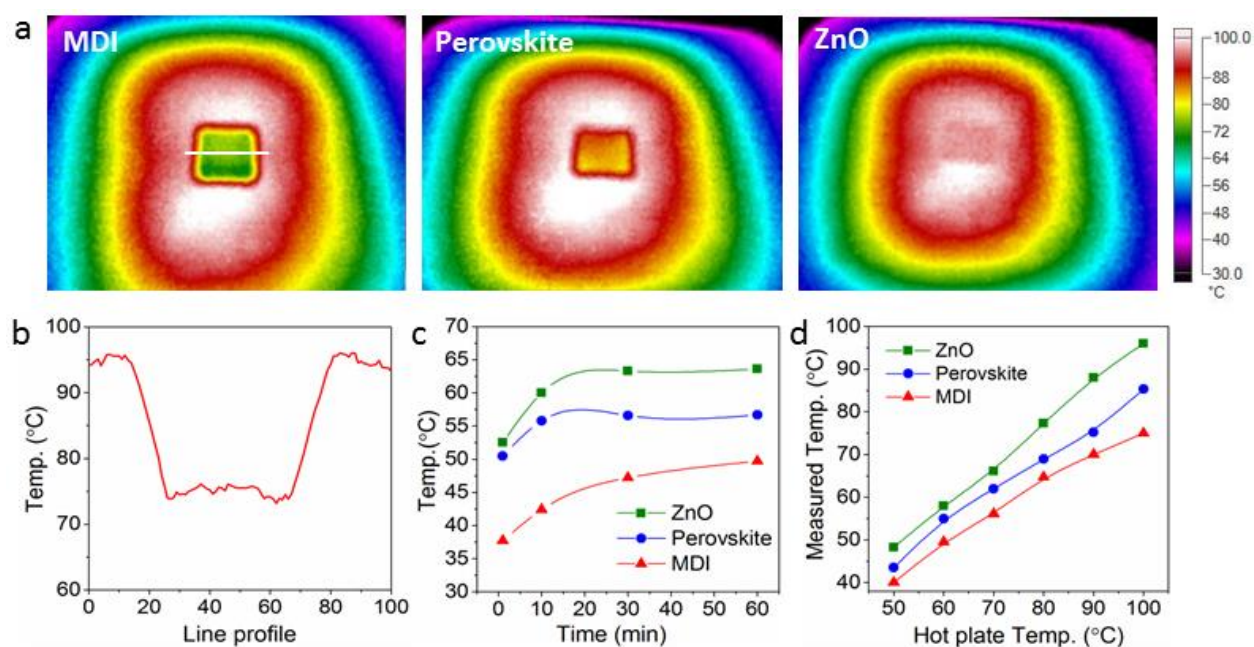 a
MDI
Perovskite
ZnO
100.0
88
80
72
64
56
48
40
30.0
°C
b
100
90
80
70
60
Temp. (°C)
0 20 40 60 80 100
Line profile
c
70
65
60
55
50
45
40
35
30
Temp.(°C)
ZnO
Perovskite
MDI
0 10 20 30 40 50 60
Time (min)
d
100
90
80
70
60
50
40
Measured Temp. (°C)
ZnO
Perovskite
MDI
50 60 70 80 90 100
Hot plate Temp. (°C)